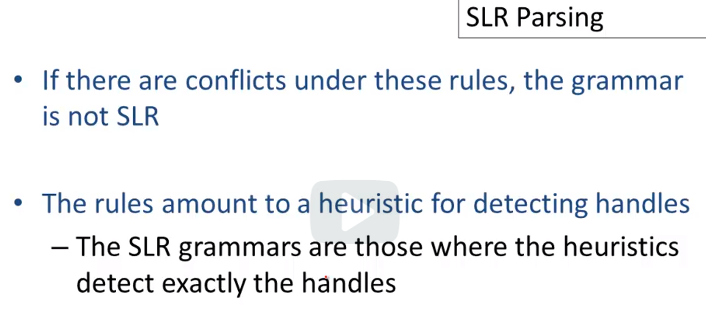 SLR Parsing
• If there are conflicts under these rules, the grammar
is not SLR
• The rules amount to a heuristic for detecting handles
– The SLR grammars are those where the heuristics
detect exactly the handles